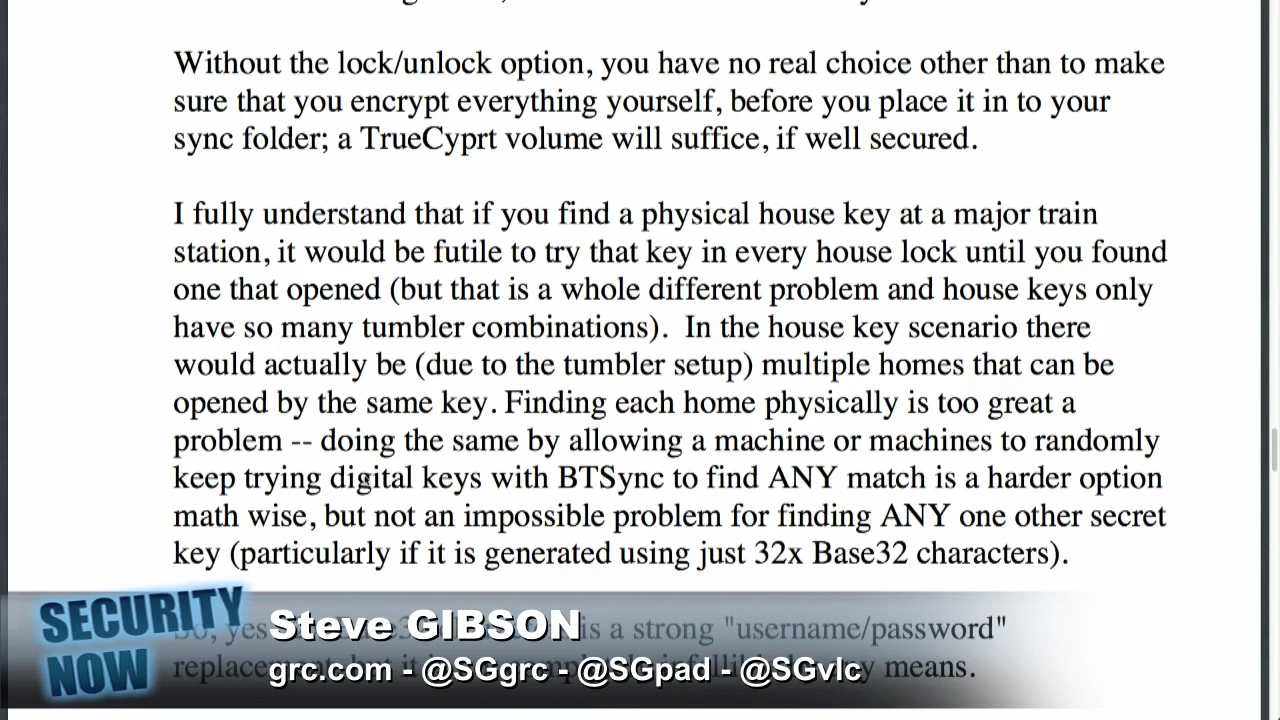 Without the lock/unlock option, you have no real choice other than to make
sure that you encrypt everything yourself, before you place it in to your
sync folder; a TrueCyprt volume will suffice, if well secured.
I fully understand that if you find a physical house key at a major train
station, it would be futile to try that key in every house lock until you found
one that opened (but that is a whole different problem and house keys only
have so many tumbler combinations).  In the house key scenario there
would actually be (due to the tumbler setup) multiple homes that can be
opened by the same key. Finding each home physically is too great a
problem -- doing the same by allowing a machine or machines to randomly
keep trying digital keys with BTSync to find ANY match is a harder option
math wise, but not an impossible problem for finding ANY one other secret
key (particularly if it is generated using just 32x Base32 characters).
is a strong "username/password"
means.
SECURITY
NOW
Steve GIBSON
grc.com - @SGgrc - @SGpad - @SGvlc